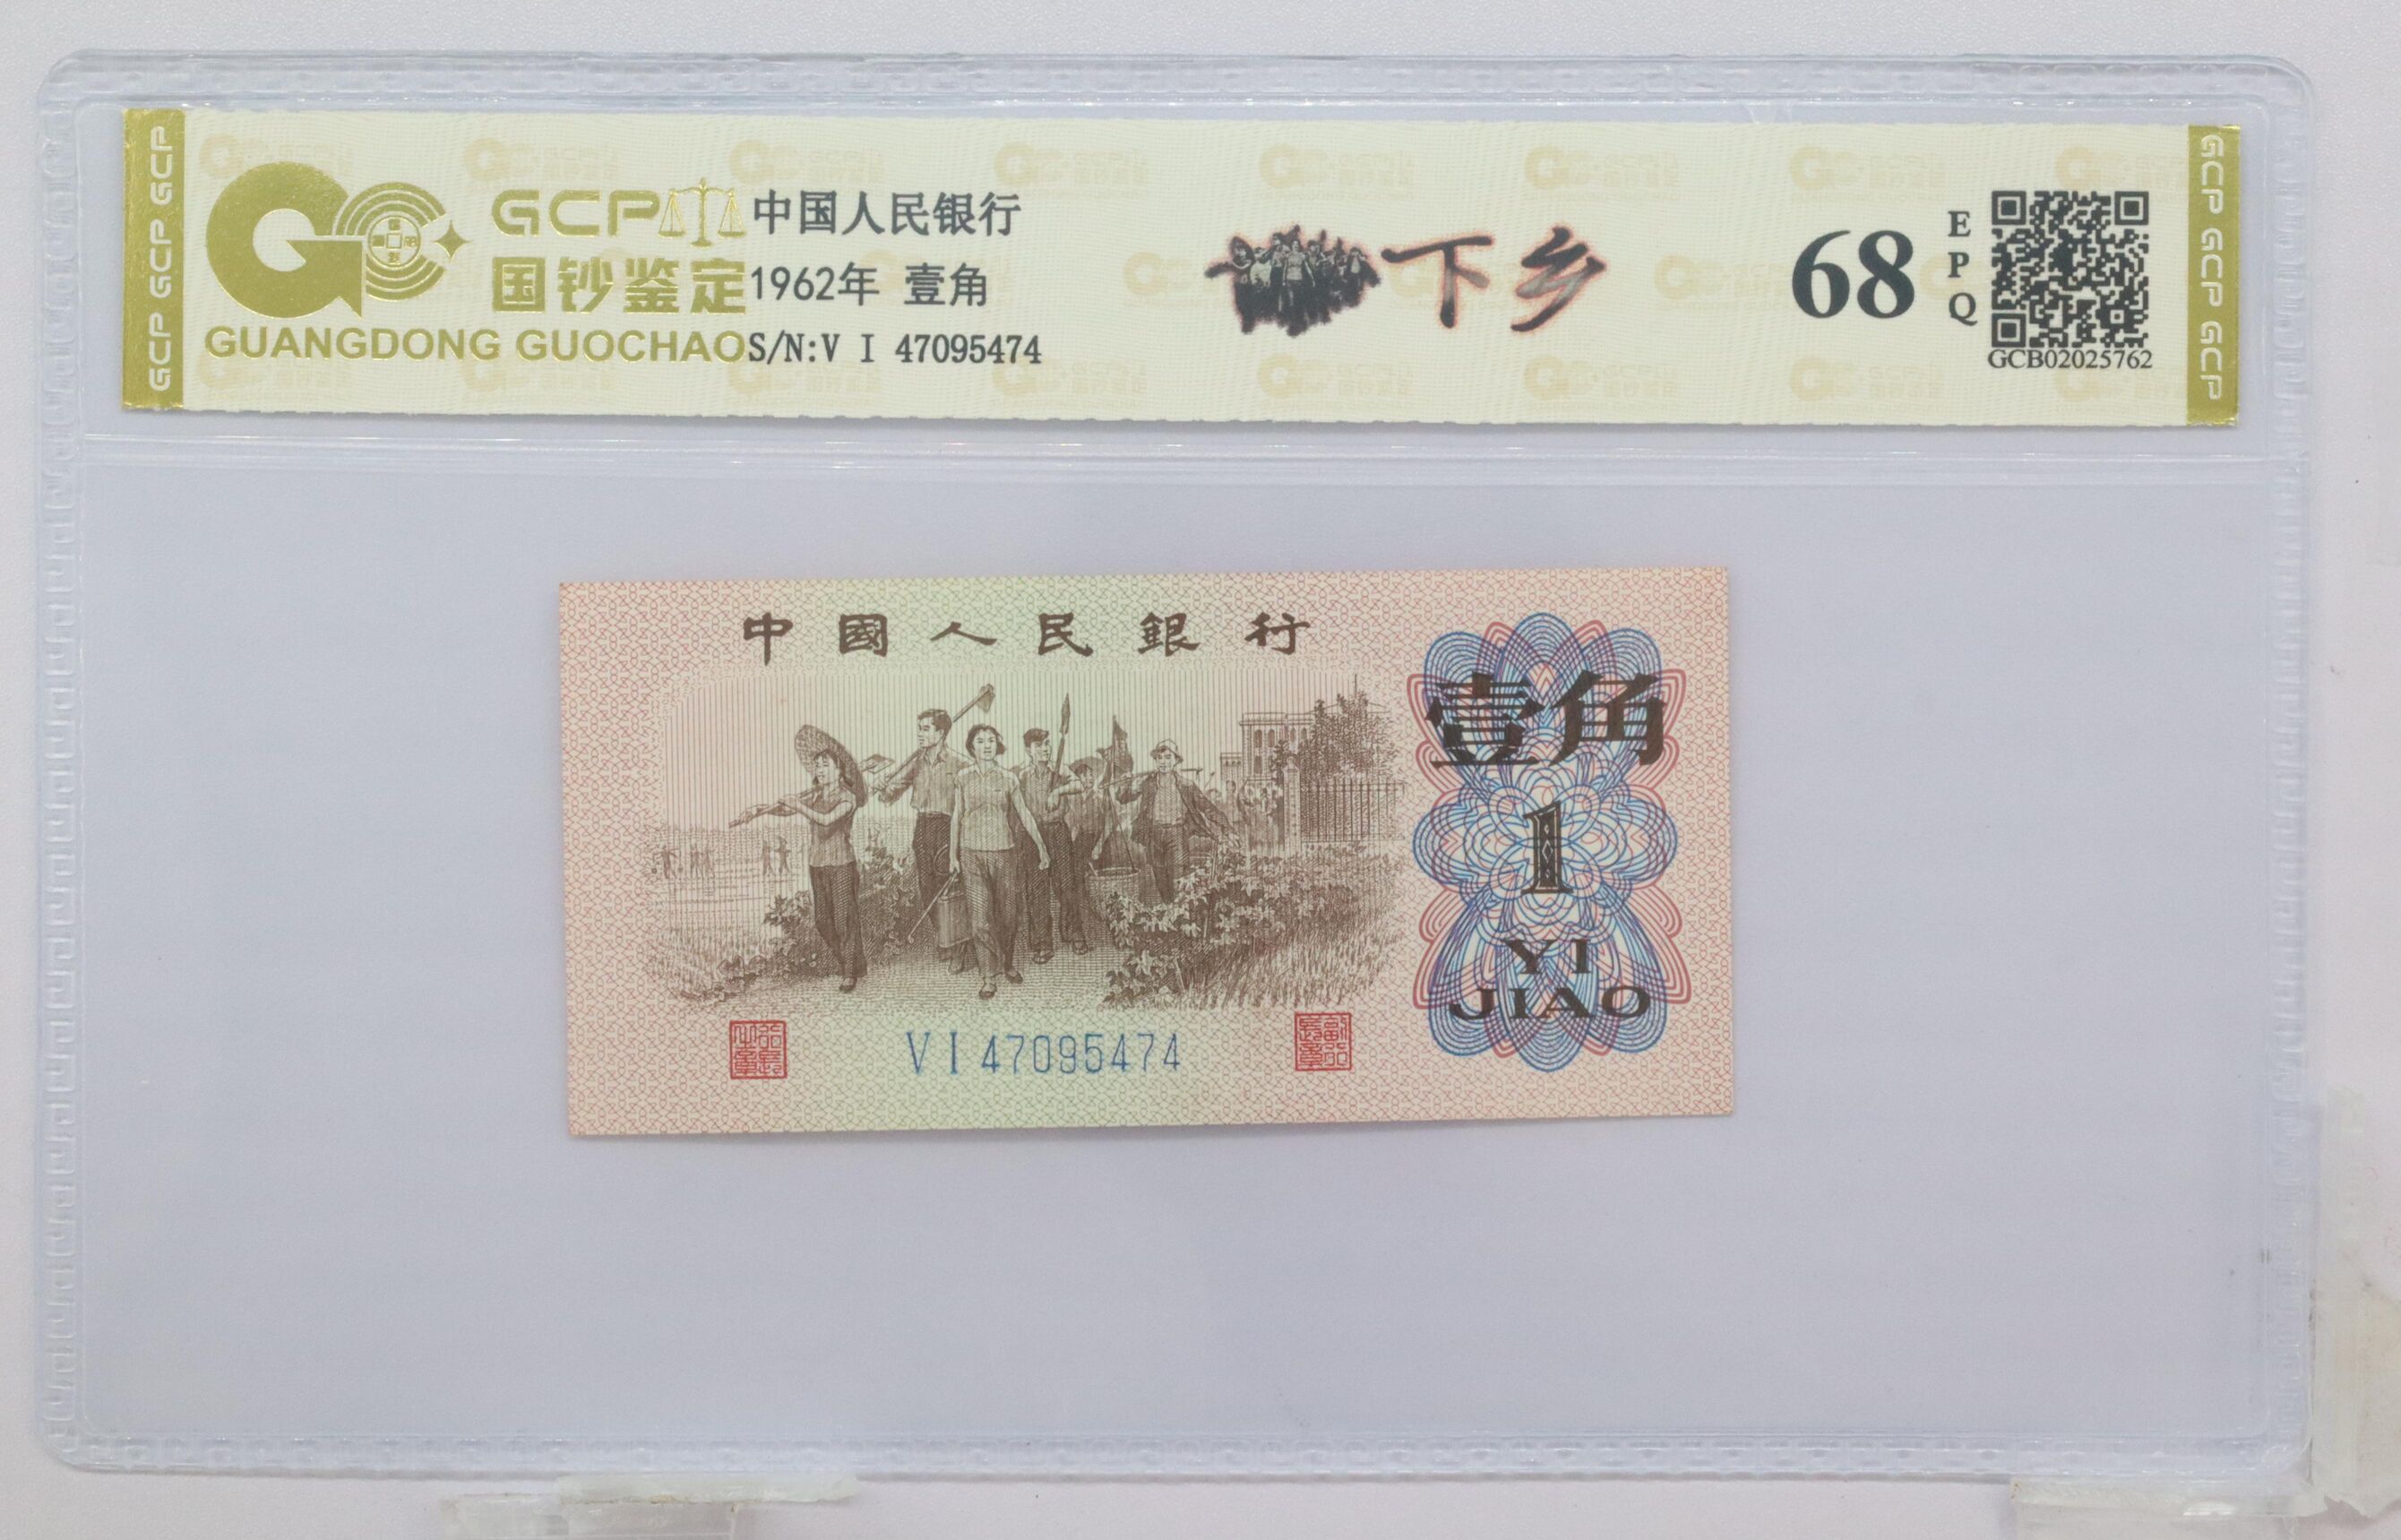 GCP GCP GCP
GCP
国钞鉴定
GUANGDONG GUOCHAO
中国人民银行
1962年 壹角
S/N:V I 47095474
下乡
68
EPQ
GCB02025762
GCP GCP GCP GCP
中國人民銀行
壹角
1
YI
JIAO
V I 47095474